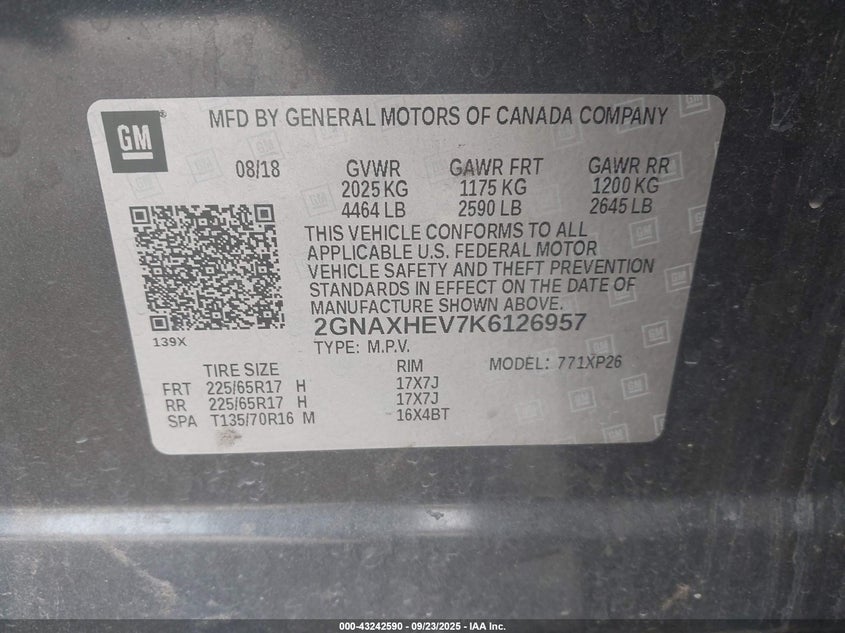 GM
MFD BY GENERAL MOTORS OF CANADA COMPANY
08/18 GVWR GAWR FRT GAWR RR
2025 KG 1175 KG 1200 KG
4464 LB 2590 LB 2645 LB
THIS VEHICLE CONFORMS TO ALL
APPLICABLE U.S. FEDERAL MOTOR
VEHICLE SAFETY AND THEFT PREVENTION
STANDARDS IN EFFECT ON THE DATE OF
MANUFACTURE SHOWN ABOVE.
2GNAXHEV7K6126957
139X
TYPE: M.P.V. MODEL: 771XP26
TIRE SIZE RIM
FRT 225/65R17 H 17X7J
RR 225/65R17 H 17X7J
SPA T135/70R16 M 16X4BT
000-43242590 - 09/23/2025 - IAA Inc.